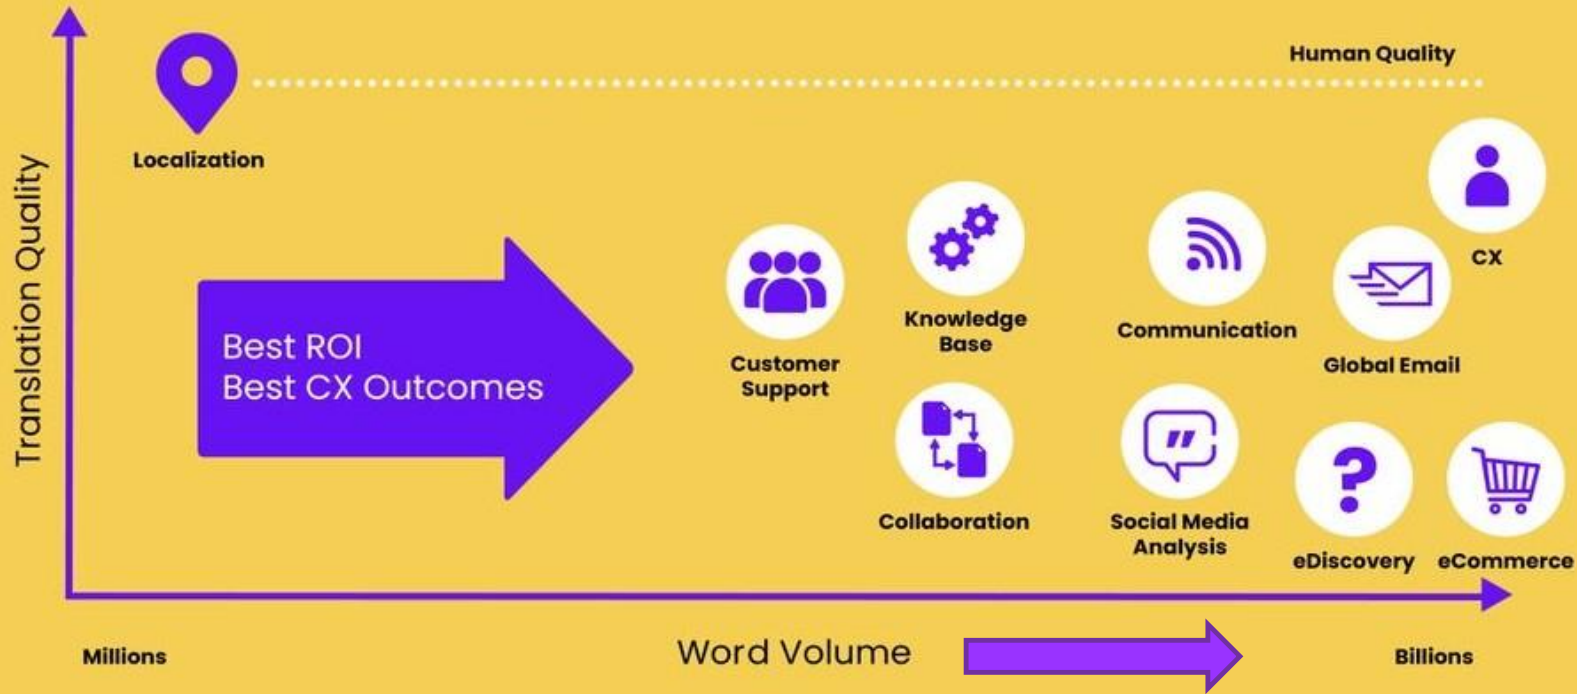 Human Quality
Localization
Translation Quality
Best ROI
Best CX Outcomes
Customer
Support
Knowledge
Base
Communication
Global Email
CX
Collaboration
Social Media
Analysis
eDiscovery
eCommerce
Millions
Word Volume
Billions